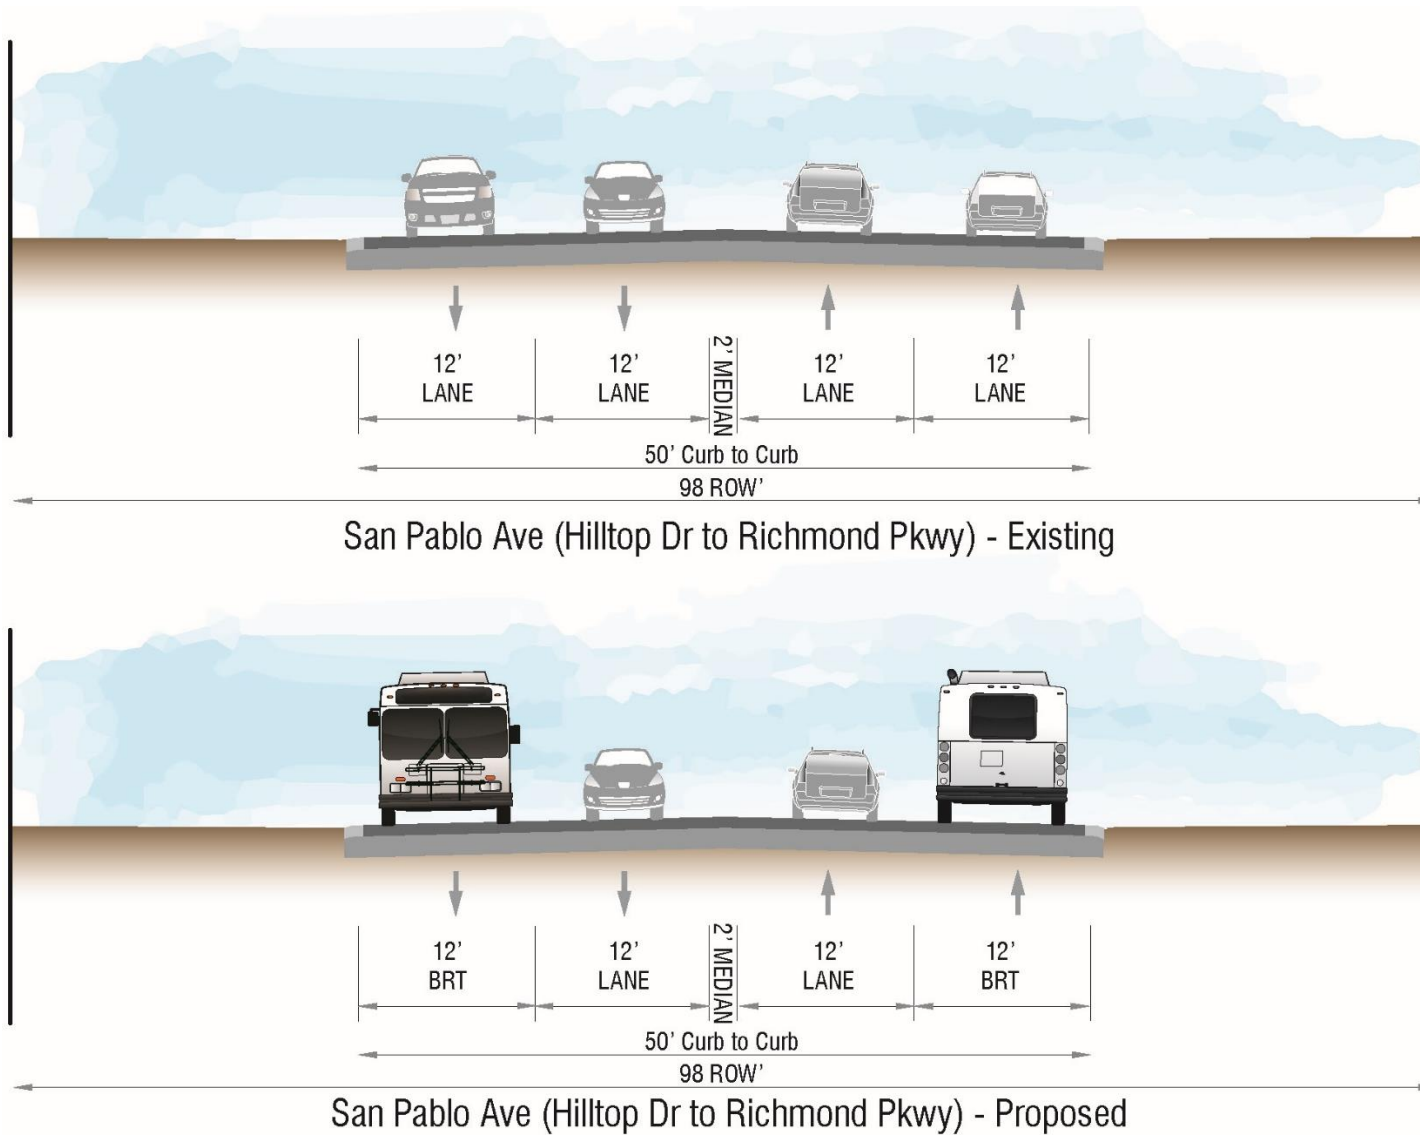 12' LANE
12' LANE
2' MEDIAN
12' LANE
12' LANE
50' Curb to Curb
98 ROW'
San Pablo Ave (Hilltop Dr to Richmond Pkwy) - Existing
12' BRT
12' LANE
2' MEDIAN
12' LANE
12' BRT
50' Curb to Curb
98 ROW'
San Pablo Ave (Hilltop Dr to Richmond Pkwy) - Proposed